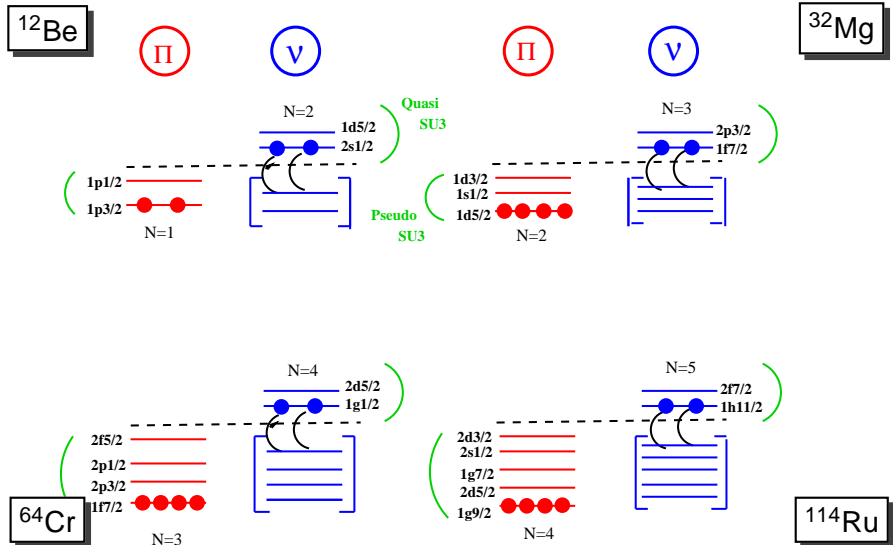 ¹²Be
Π
ν
Π
ν
³²Mg
N=2
1d5/2
2s1/2
1p1/2
1p3/2
N=1
Quasi
SU3
Pseudo
SU3
N=3
2p3/2
1f7/2
1d3/2
1s1/2
1d5/2
N=2
N=4
2d5/2
1g1/2
2f5/2
2p1/2
2p3/2
1f7/2
N=3
⁶⁴Cr
N=5
2f7/2
1h11/2
2d3/2
2s1/2
1g7/2
2d5/2
1g9/2
N=4
¹¹⁴Ru